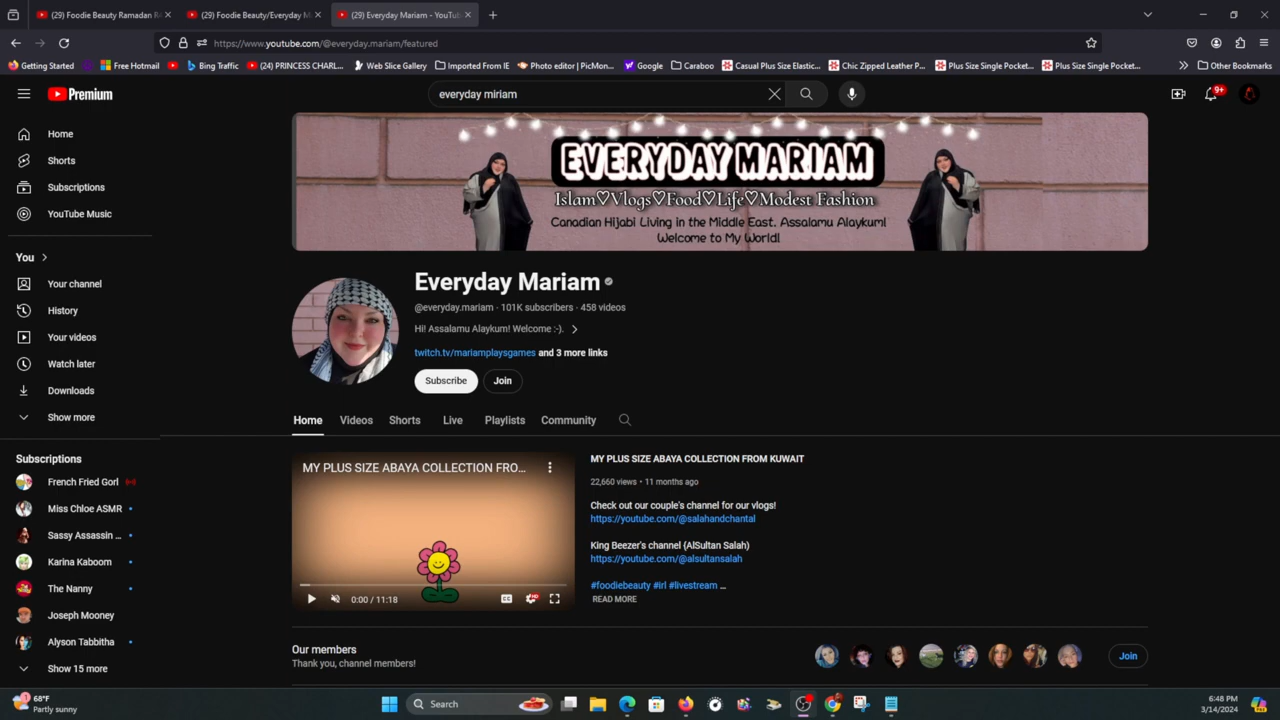 (29) Foodie Beauty Ramadan R
(29) Foodie Beauty/Everyday M
(29) Everyday Mariam - YouTu
https://www.youtube.com/@everyday.mariam/featured
Getting Started
Free Hotmail
Bing Traffic
(24) PRINCESS CHARL...
Web Slice Gallery
Imported From IE
Photo editor | PicMon...
Google
Caraboo
Casual Plus Size Elastic...
Chic Zipped Leather P...
Plus Size Single Pocket...
Plus Size Single Pocket...
Other Bookmarks
Premium
everyday miriam
9+
Home
Shorts
Subscriptions
YouTube Music
You
Your channel
History
Your videos
Watch later
Downloads
Show more
Subscriptions
French Fried Gorl
Miss Chloe ASMR
Sassy Assassin ...
Karina Kaboom
The Nanny
Joseph Mooney
Alyson Tabbitha
Show 15 more
EVERYDAY MARIAM
Islam♡Vlogs♡Food♡Life♡Modest Fashion
Canadian Hijabi Living in the Middle East. Assalamu Alaykum!
Welcome to My World!
Everyday Mariam
@everyday.mariam · 101K subscribers · 458 videos
Hi! Assalamu Alaykum! Welcome :-).
twitch.tv/mariamplaysgames and 3 more links
Subscribe
Join
Home
Videos
Shorts
Live
Playlists
Community
MY PLUS SIZE ABAYA COLLECTION FRO...
0:00 / 11:18
HD
MY PLUS SIZE ABAYA COLLECTION FROM KUWAIT
22,660 views • 11 months ago
Check out our couple's channel for our vlogs!
https://youtube.com/@salahandchantal
King Beezer's channel {AlSultan Salah)
https://youtube.com/@alsultansalah
#foodiebeauty #irl #livestream ...
READ MORE
Our members
Thank you, channel members!
Join
68°F
Partly sunny
Search
6:48 PM
3/14/2024